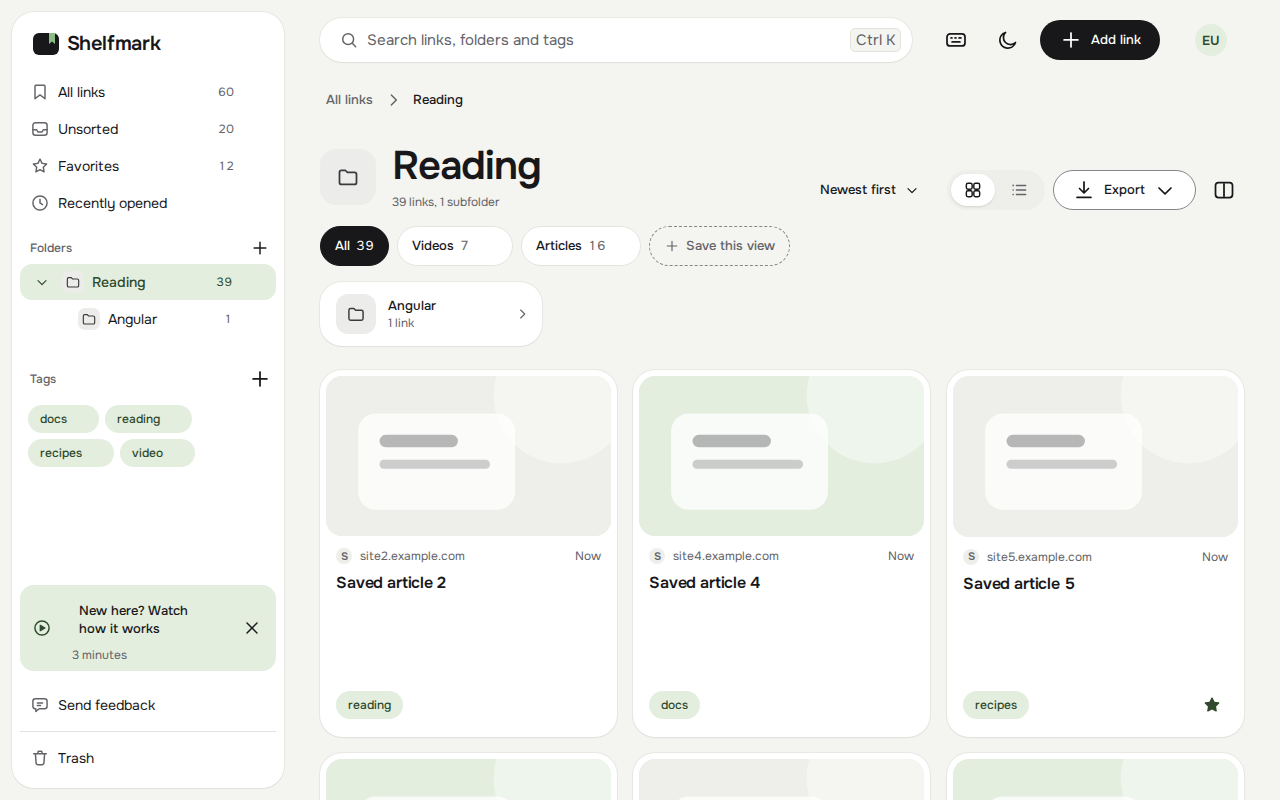 Shelfmark
All links 60
Unsorted 20
Favorites 12
Recently opened
Folders
Reading 39
Angular 1
Tags
docs reading
recipes video
New here? Watch
how it works
3 minutes
Send feedback
Trash
Search links, folders and tags Ctrl K
Add link
EU
All links Reading
Reading
39 links, 1 subfolder
Newest first
Export
All 39 Videos 7 Articles 16 Save this view
Angular
1 link
S site2.example.com Now
Saved article 2
reading
S site4.example.com Now
Saved article 4
docs
S site5.example.com Now
Saved article 5
recipes